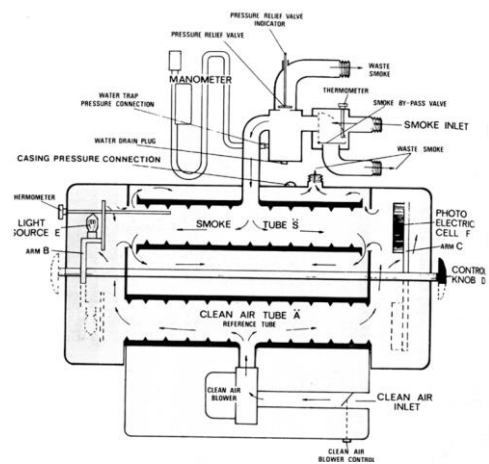 PRESSURE RELIEF VALVE
INDICATOR
PRESSURE RELIEF VALVE
WASTE
SMOKE
MANOMETER
THERMOMETER
WATER TRAP
PRESSURE CONNECTION
SMOKE BY-PASS VALVE
SMOKE INLET
WATER DRAIN PLUG
CASING PRESSURE CONNECTION
WASTE SMOKE
THERMOMETER
LIGHT
SOURCE E
ARM B
SMOKE TUBE S
PHOTO
ELECTRIC
CELL F
ARM C
CONTROL
KNOB D
CLEAN AIR TUBE A
REFERENCE TUBE
CLEAN AIR
BLOWER
CLEAN AIR
INLET
CLEAN AIR
BLOWER CONTROL